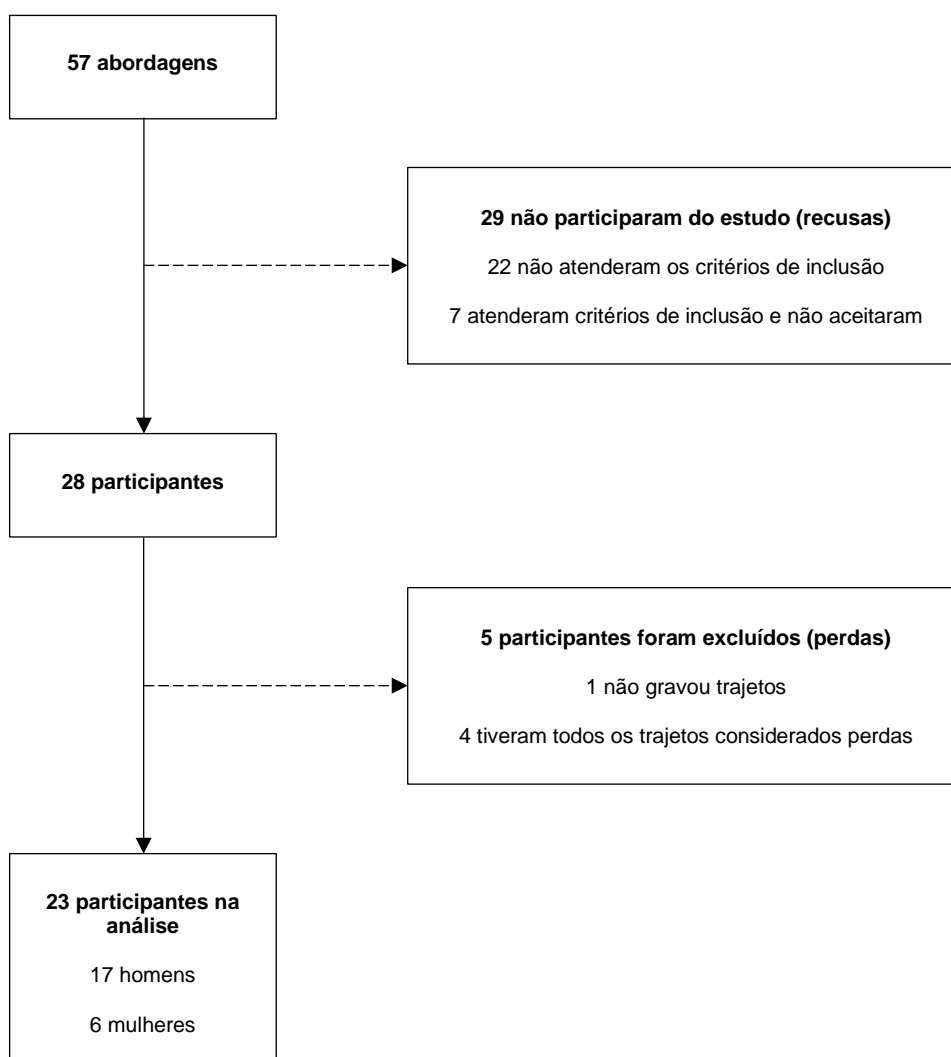 57 abordagens
29 não participaram do estudo (recusas)
22 não atenderam os critérios de inclusão
7 atenderam critérios de inclusão e não aceitaram
28 participantes
5 participantes foram excluídos (perdas)
1 não gravou trajetos
4 tiveram todos os trajetos considerados perdas
23 participantes na
análise
17 homens
6 mulheres